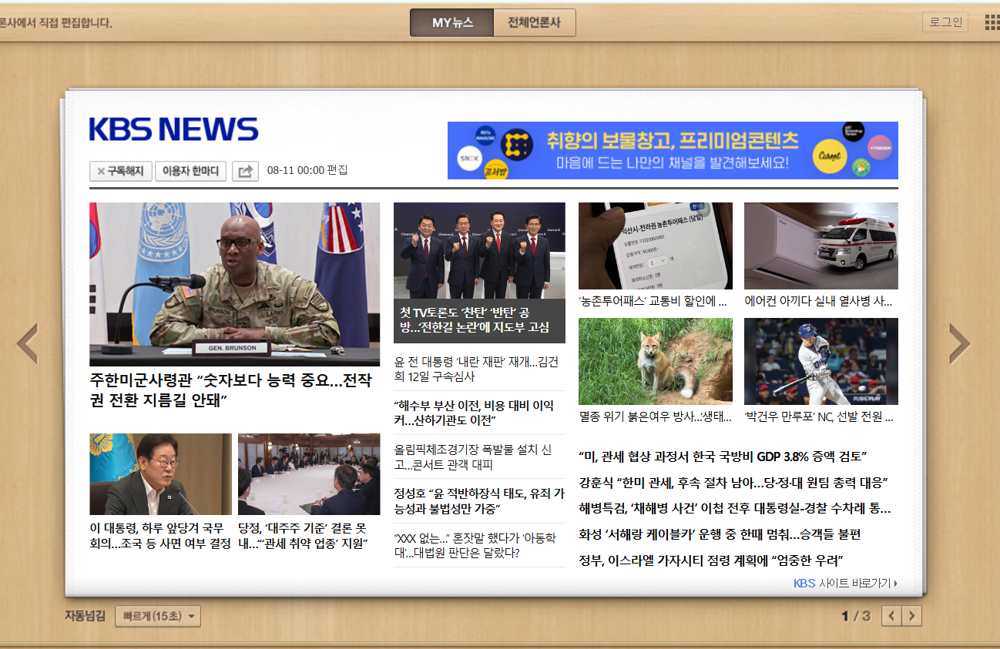 론사에서 직접 편집합니다.
MY뉴스
전체언론사
로그인
KBS NEWS
구독해지
이용자 한마디
08-11 00:00 편집
취향의 보물창고, 프리미엄콘텐츠
마음에 드는 나만의 채널을 발견해보세요!
SNEK
Carret
GEN. BRUNSON
BRUNSON
U.S. ARMY
주한미군사령관 “숫자보다 능력 중요…전작
권 전환 지름길 안돼”
이 대통령, 하루 앞당겨 국무
회의…조국 등 사면 여부 결정
당정, ‘대주주 기준’ 결론 못
내…“관세 취약 업종’ 지원”
첫 TV토론도 ‘찬탄’ ‘반탄’ 공
방…‘전한길 논란’에 지도부 고심
윤 전 대통령 ‘내란 재판’ 재개…김건
희 12일 구속심사
“해수부 부산 이전, 비용 대비 이익
커…산하기관도 이전”
올림픽체조경기장 폭발물 설치 신
고…콘서트 관객 대피
정성호 “윤 적반하장식 태도, 유죄 가
능성과 불법성만 가중”
“XXX 없는…” 혼잣말 했다가 ‘아동학
대’…대법원 판단은 달랐다?
익산시-전라권 농촌투어패스 (당일)
‘농촌투어패스’ 교통비 할인에 ...
에어컨 아끼다 실내 열사병 사...
멸종 위기 붉은여우 방사…‘생태...
PUSH PLAY
‘박건우 만루포’ NC, 선발 전원 ...
“미, 관세 협상 과정서 한국 국방비 GDP 3.8% 증액 검토”
강훈식 “한미 관세, 후속 절차 남아…당·정·대 원팀 총력 대응”
해병특검, ‘채해병 사건’ 이첩 전후 대통령실-경찰 수차례 통...
화성 ‘서해랑 케이블카’ 운행 중 한때 멈춰…승객들 불편
정부, 이스라엘 가자시티 점령 계획에 “엄중한 우려”
KBS 사이트 바로가기
자동넘김
빠르게(15초)
1 / 3